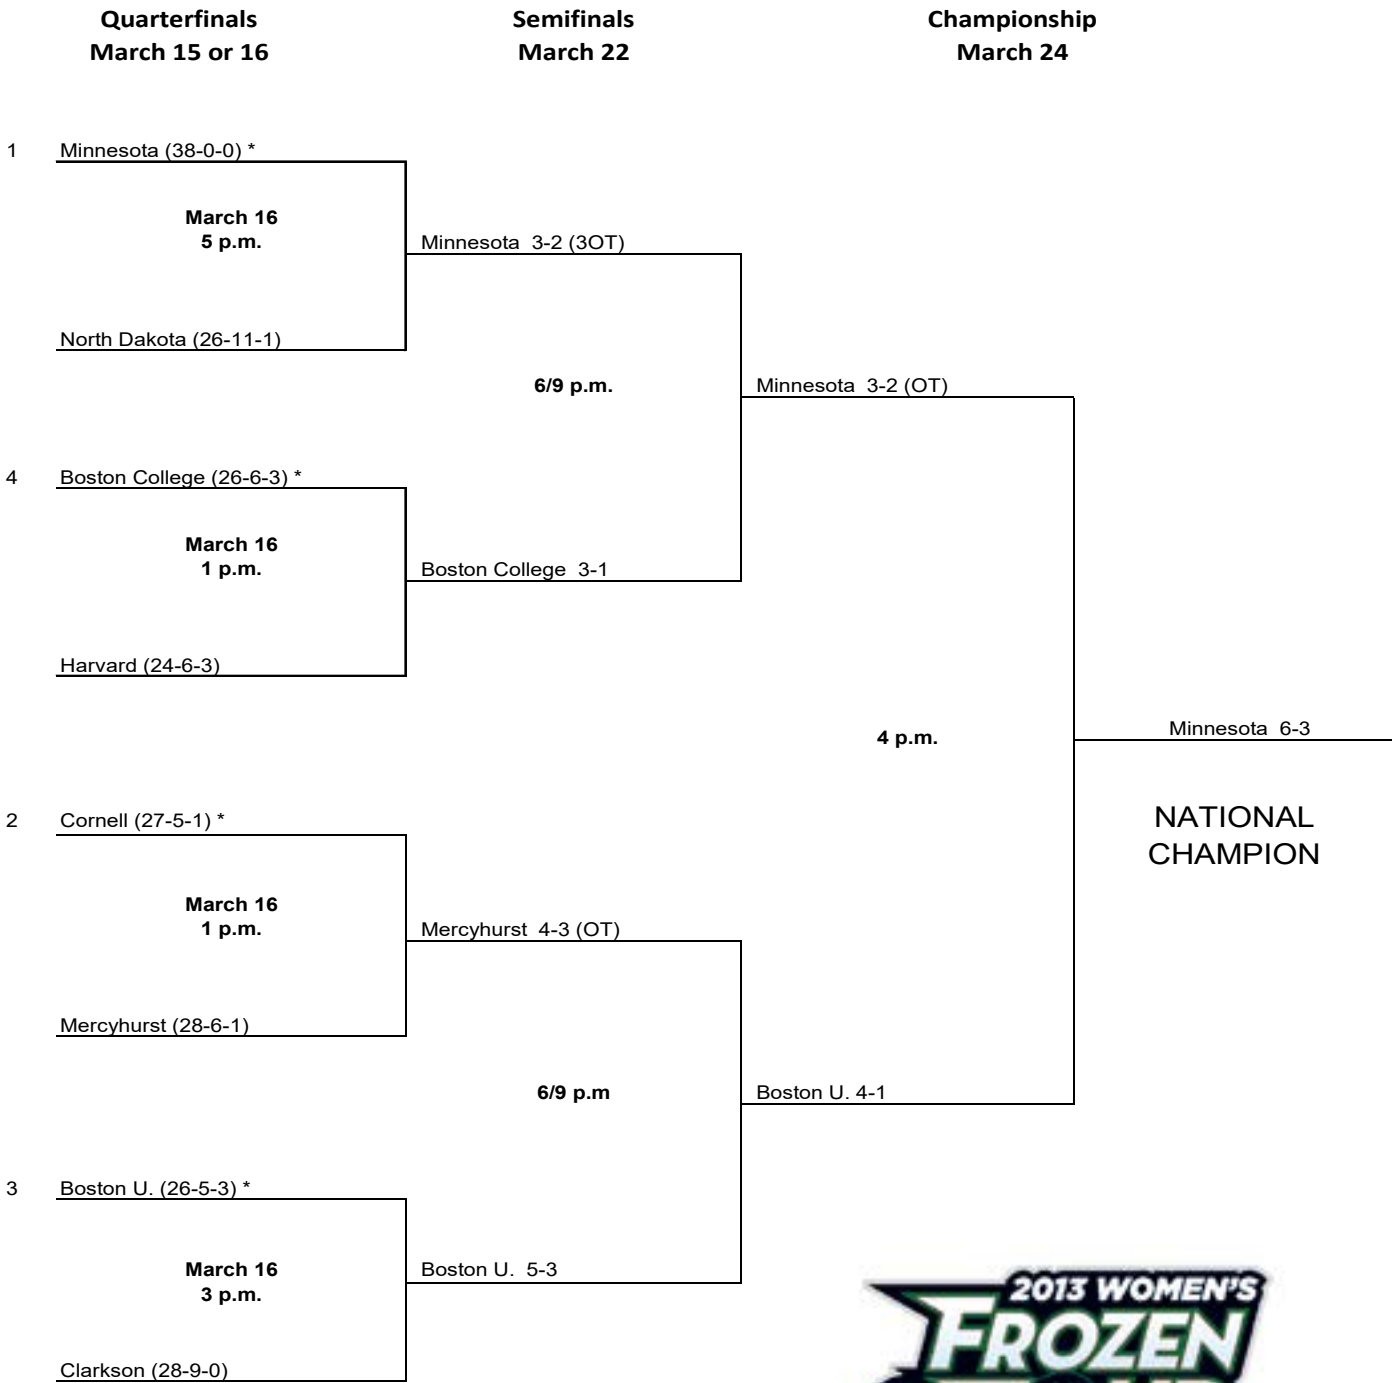 Quarterfinals
March 15 or 16
Semifinals
March 22
Championship
March 24
1 Minnesota (38-0-0) *
March 16
5 p.m.
Minnesota 3-2 (3OT)
North Dakota (26-11-1)
6/9 p.m.
Minnesota 3-2 (OT)
4 Boston College (26-6-3) *
March 16
1 p.m.
Boston College 3-1
Harvard (24-6-3)
4 p.m.
Minnesota 6-3
NATIONAL
CHAMPION
2 Cornell (27-5-1) *
March 16
1 p.m.
Mercyhurst 4-3 (OT)
Mercyhurst (28-6-1)
6/9 p.m
Boston U. 4-1
3 Boston U. (26-5-3) *
March 16
3 p.m.
Boston U. 5-3
Clarkson (28-9-0)
2013 WOMEN'S
FROZEN